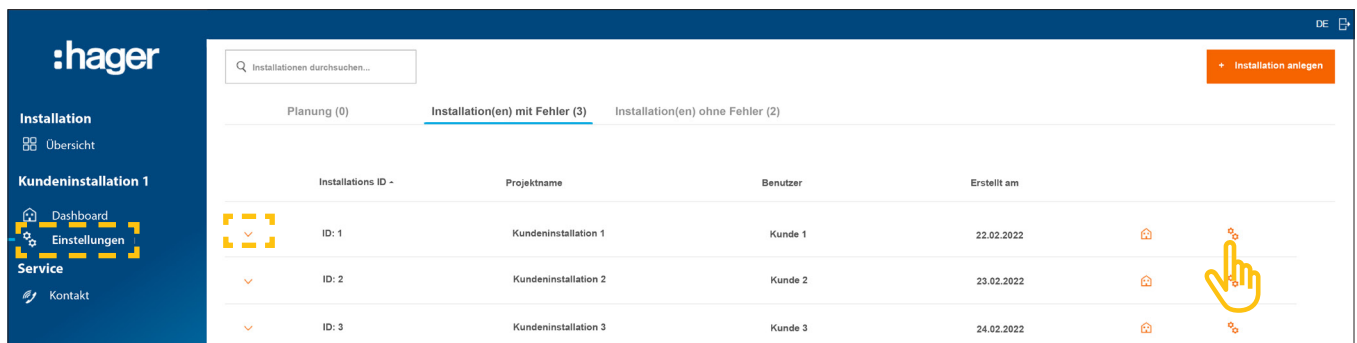 DE
:hager
Installationen durchsuchen...
+ Installation anlegen
Installation
Übersicht
Kundeninstallation 1
Dashboard
Einstellungen
Service
Kontakt
Planung (0) Installation(en) mit Fehler (3) Installation(en) ohne Fehler (2)
Installations ID Projektname Benutzer Erstellt am
ID: 1 Kundeninstallation 1 Kunde 1 22.02.2022
ID: 2 Kundeninstallation 2 Kunde 2 23.02.2022
ID: 3 Kundeninstallation 3 Kunde 3 24.02.2022